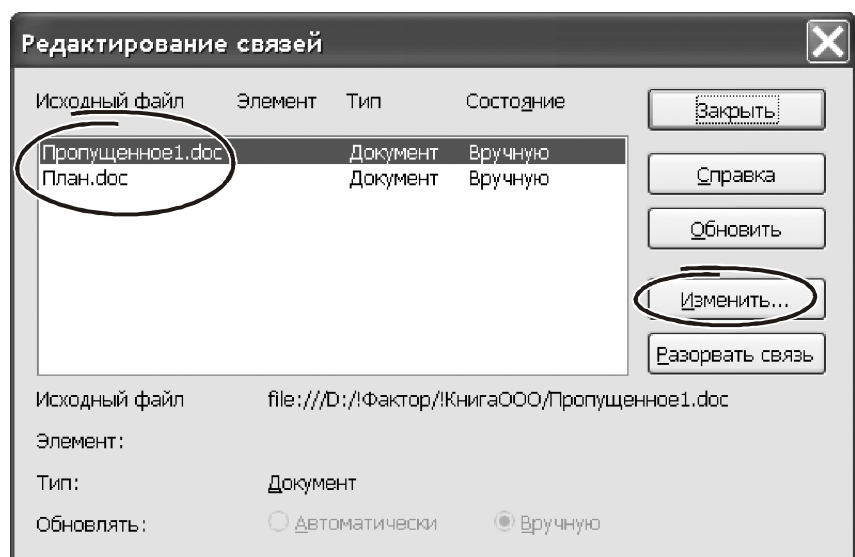 Редактирование связей
Исходный файл Элемент Тип Состояние
Закрыть
Пропущенное1.doc Документ Вручную
План.doc Документ Вручную
Справка
Обновить
Изменить...
Разорвать связь
Исходный файл file:///D:/!Фактор/!КнигаООО/Пропущенное1.doc
Элемент:
Тип: Документ
Обновлять: Автоматически Вручную